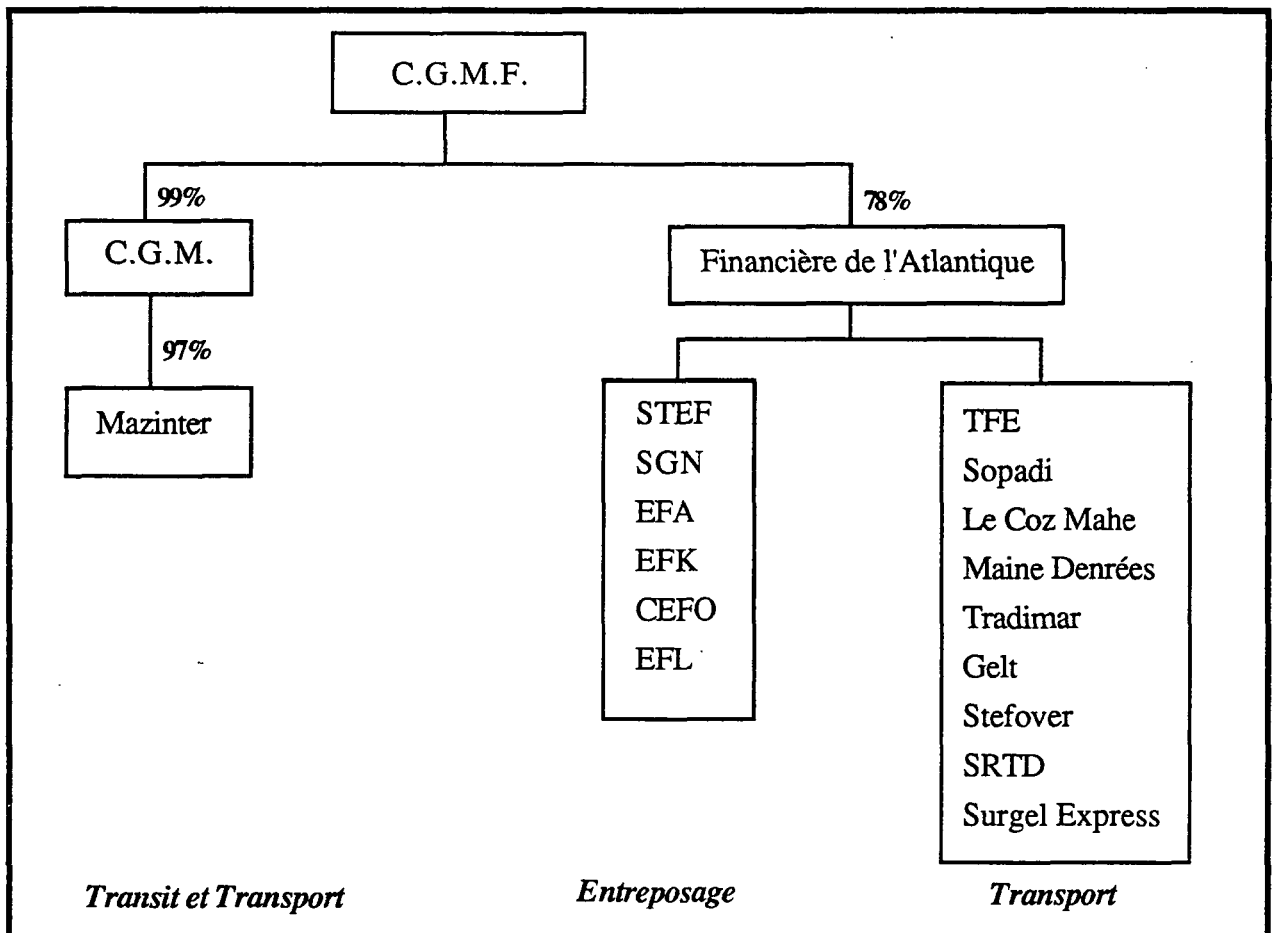 C.G.M.F.
99%
78%
C.G.M.
Financière de l'Atlantique
97%
Mazinter
STEF
SGN
EFA
EFK
CEFO
EFL
TFE
Sopadi
Le Coz Mahe
Maine Denrées
Tradimar
Gelt
Stefover
SRTD
Surgel Express
Transit et Transport
Entreposage
Transport